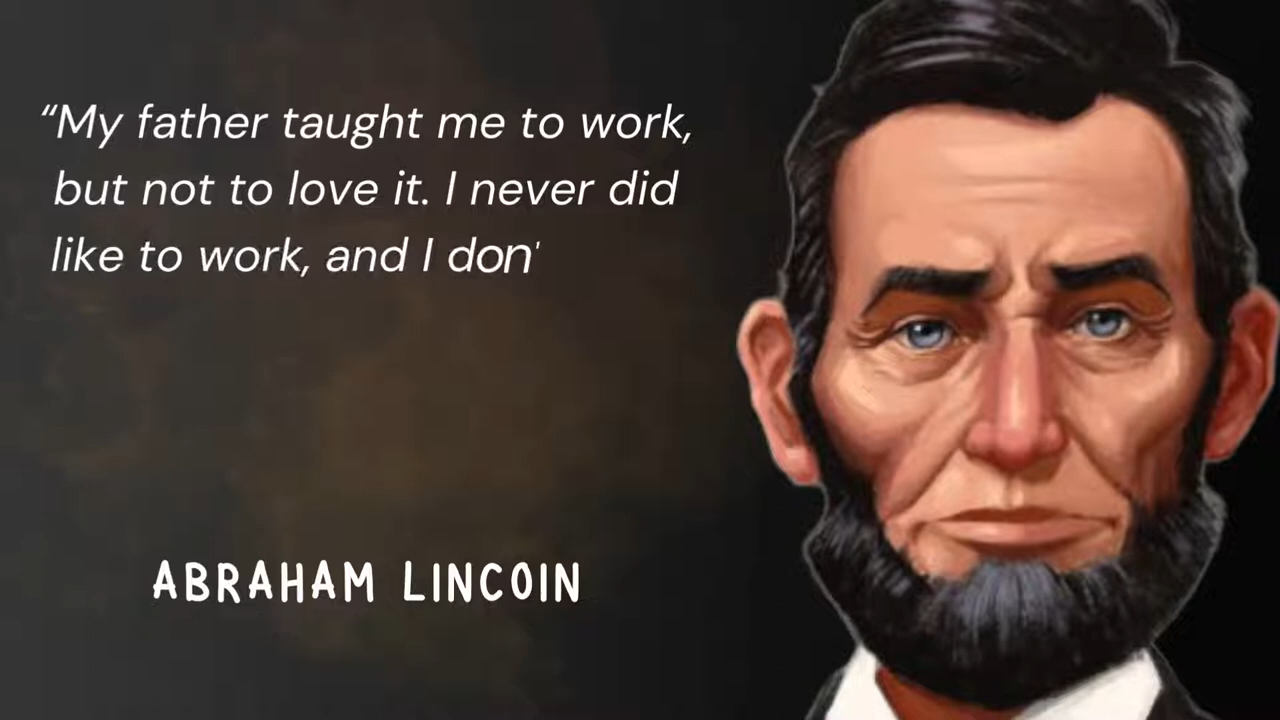 “My father taught me to work,
but not to love it. I never did
like to work, and I don'
ABRAHAM LINCOIN